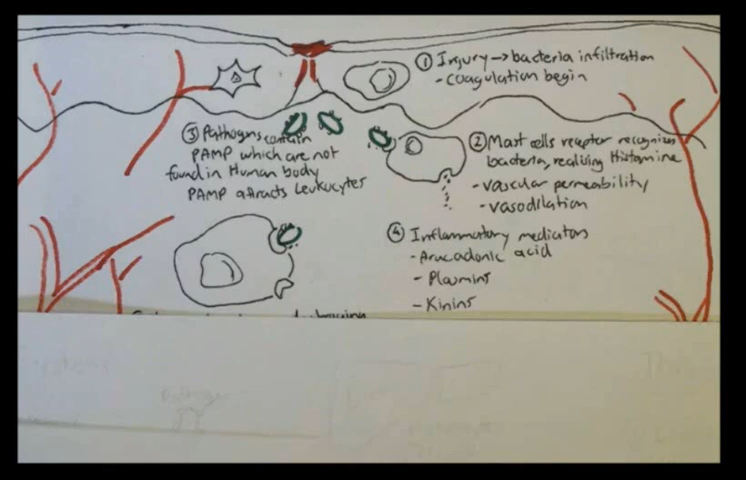 ① Injury → bacteria infiltration
- coagulation begin
② Mast cells receptor recognizes
bacteria, realising Histamine
- vascular permeability
- vasodilation
③ Pathogens contain
PAMP which are not
found in Human body
PAMP attracts Leukocytes
④ Inflammatory mediators
- Aracadonic acid
- Plasmins
- Kinins